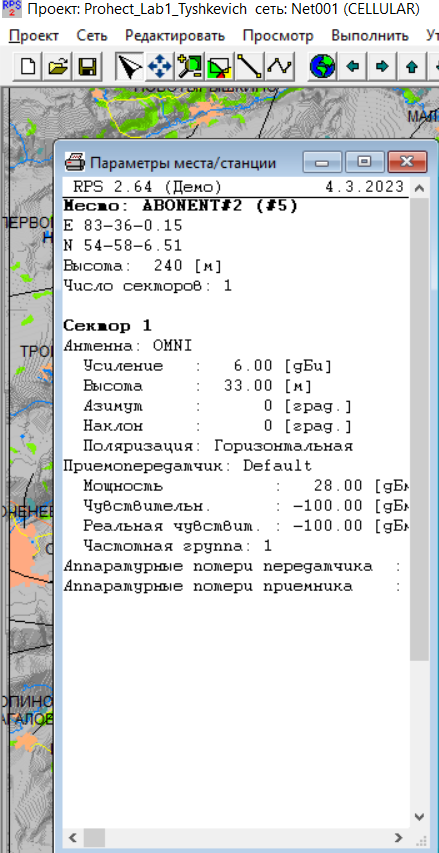 RPS
2
Проект: Prohect_Lab1_Tyshkevich сеть: Net001 (CELLULAR)
Проект Сеть Редактировать Просмотр Выполнить Ут
МАЛ
ПЕРВО
Н
ТРО
Параметры места/станции
RPS 2.64 (Демо) 4.3.2023
Место: ABONENT#2 (#5)
E 83-36-0.15
N 54-58-6.51
Высота: 240 [м]
Число секторов: 1
Сектор 1
Антенна: OMNI
Усиление : 6.00 [дБи]
Высота : 33.00 [м]
Азимут : 0 [град.]
Наклон : 0 [град.]
Поляризация: Горизонтальная
Приемопередатчик: Default
Мощность : 28.00 [дБм
Чувствительн. : -100.00 [дБм
Реальная чувствит. : -100.00 [дБм
Частотная группа: 1
Аппаратурные потери передатчика :
Аппаратурные потери приемника :
ОПИНО
АГАЛОВ